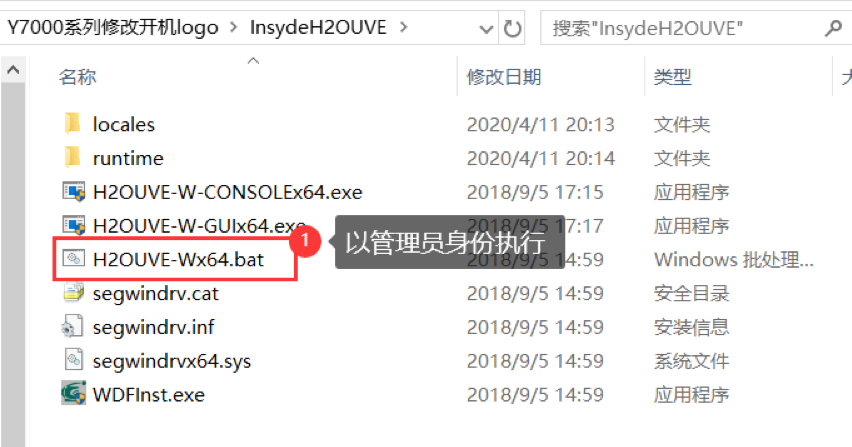 Y7000系列修改开机logo > InsydeH2OUVE > 搜索"InsydeH2OUVE"
名称 修改日期 类型
locales 2020/4/11 20:13 文件夹
runtime 2020/4/11 20:14 文件夹
H2OUVE-W-CONSOLEx64.exe 2018/9/5 17:15 应用程序
H2OUVE-W-GUIx64.exe /9/5 17:17 应用程序
1 以管理员身份执行
H2OUVE-Wx64.bat /9/5 14:59 Windows 批处理...
segwindrv.cat 2018/9/5 14:59 安全目录
segwindrv.inf 2018/9/5 14:59 安装信息
segwindrvx64.sys 2018/9/5 14:59 系统文件
WDFInst.exe 2018/9/5 14:59 应用程序